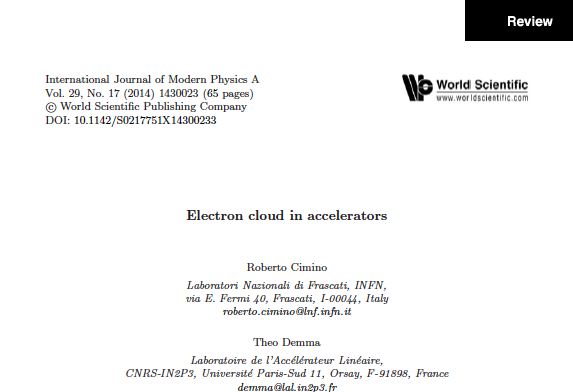 Review
International Journal of Modern Physics A
Vol. 29, No. 17 (2014) 1430023 (65 pages)
© World Scientific Publishing Company
DOI: 10.1142/S0217751X14300233
World Scientific
www.worldscientific.com
Electron cloud in accelerators
Roberto Cimino
Laboratori Nazionali di Frascati, INFN,
via E. Fermi 40, Frascati, I-00044, Italy
roberto.cimino@lnf.infn.it
Theo Demma
Laboratoire de l'Accélérateur Linéaire,
CNRS-IN2P3, Université Paris-Sud 11, Orsay, F-91898, France
demma@lal.in2p3.fr